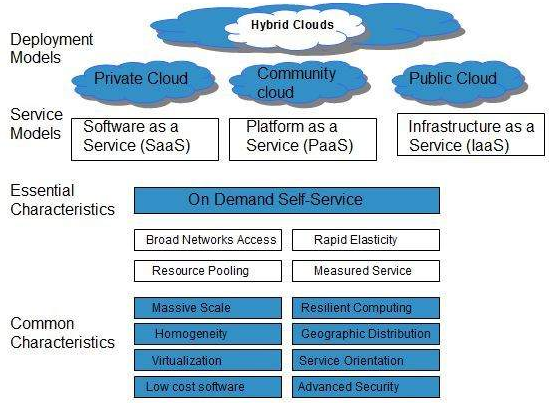 Hybrid Clouds
Deployment
Models
Private Cloud
Community
cloud
Public Cloud
Service
Models
Software as a
Service (SaaS)
Platform as a
Service (PaaS)
Infrastructure as a
Service (IaaS)
Essential
Characteristics
On Demand Self-Service
Broad Networks Access
Rapid Elasticity
Resource Pooling
Measured Service
Common
Characteristics
Massive Scale
Resilient Computing
Homogeneity
Geographic Distribution
Virtualization
Service Orientation
Low cost software
Advanced Security